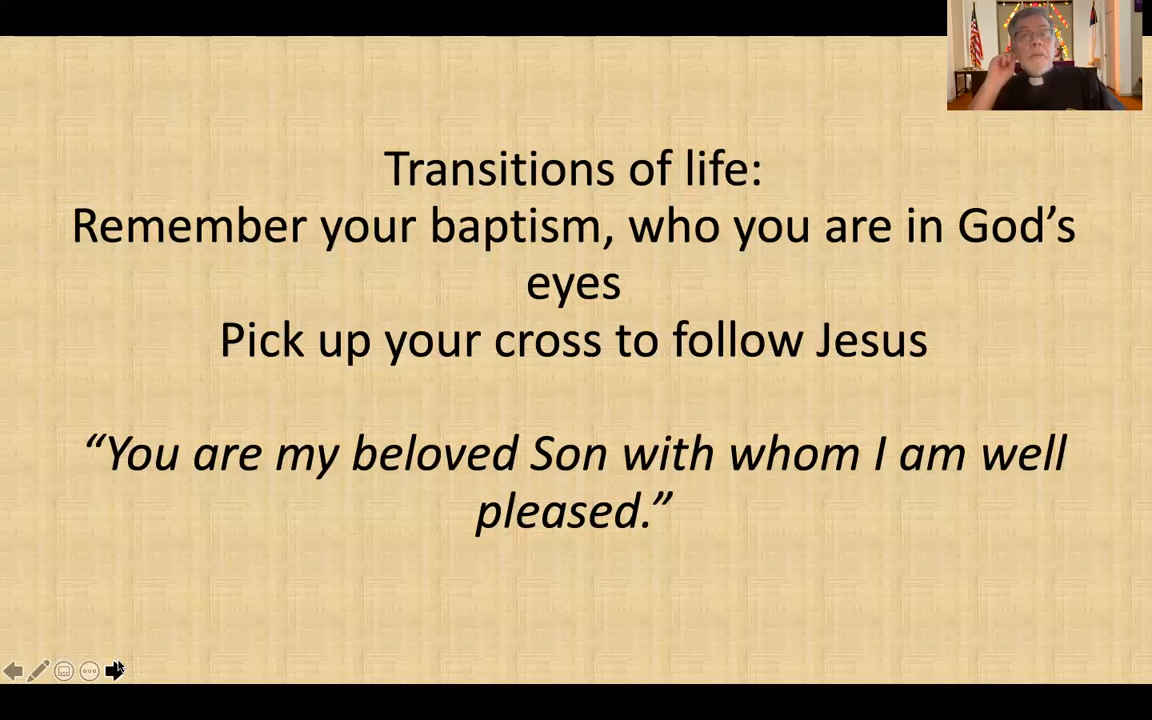 Transitions of life:
Remember your baptism, who you are in God’s
eyes
Pick up your cross to follow Jesus
“You are my beloved Son with whom I am well
pleased.”